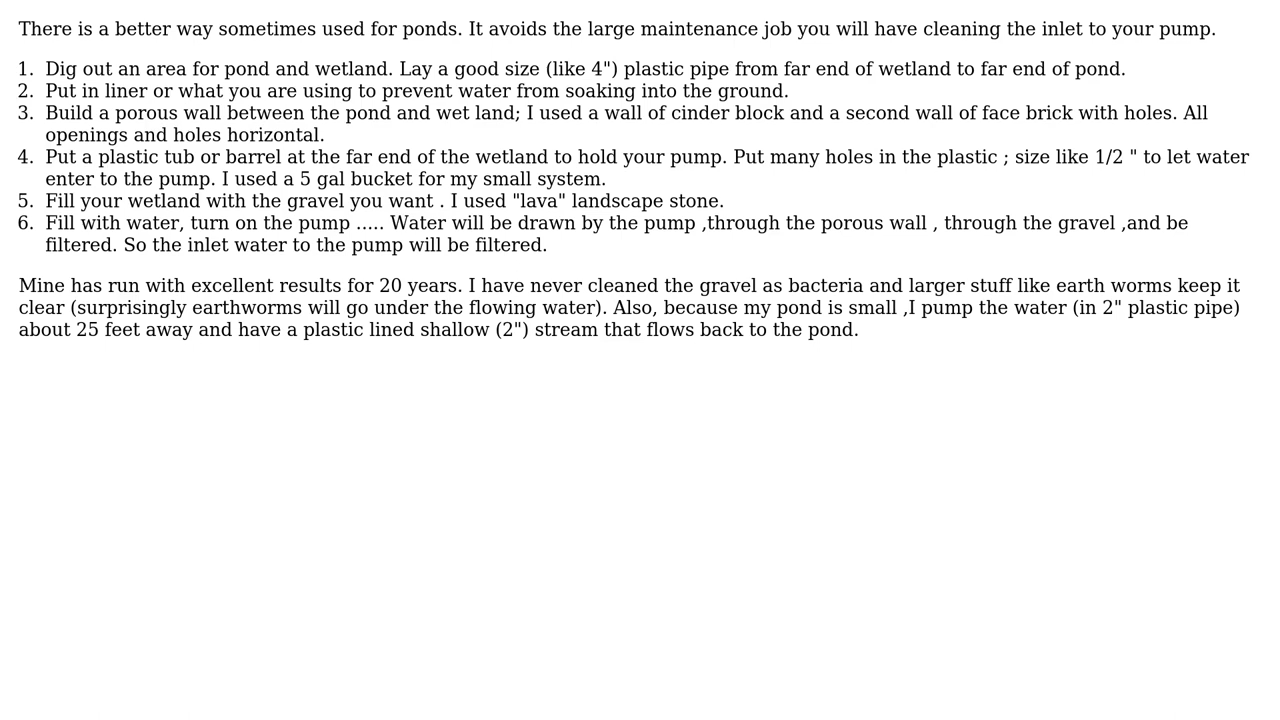 There is a better way sometimes used for ponds. It avoids the large maintenance job you will have cleaning the inlet to your pump.
1. Dig out an area for pond and wetland. Lay a good size (like 4") plastic pipe from far end of wetland to far end of pond.
2. Put in liner or what you are using to prevent water from soaking into the ground.
3. Build a porous wall between the pond and wet land; I used a wall of cinder block and a second wall of face brick with holes. All
openings and holes horizontal.
4. Put a plastic tub or barrel at the far end of the wetland to hold your pump. Put many holes in the plastic ; size like 1/2 " to let water
enter to the pump. I used a 5 gal bucket for my small system.
5. Fill your wetland with the gravel you want . I used "lava" landscape stone.
6. Fill with water, turn on the pump ..... Water will be drawn by the pump ,through the porous wall , through the gravel ,and be
filtered. So the inlet water to the pump will be filtered.
Mine has run with excellent results for 20 years. I have never cleaned the gravel as bacteria and larger stuff like earth worms keep it
clear (surprisingly earthworms will go under the flowing water). Also, because my pond is small ,I pump the water (in 2" plastic pipe)
about 25 feet away and have a plastic lined shallow (2") stream that flows back to the pond.